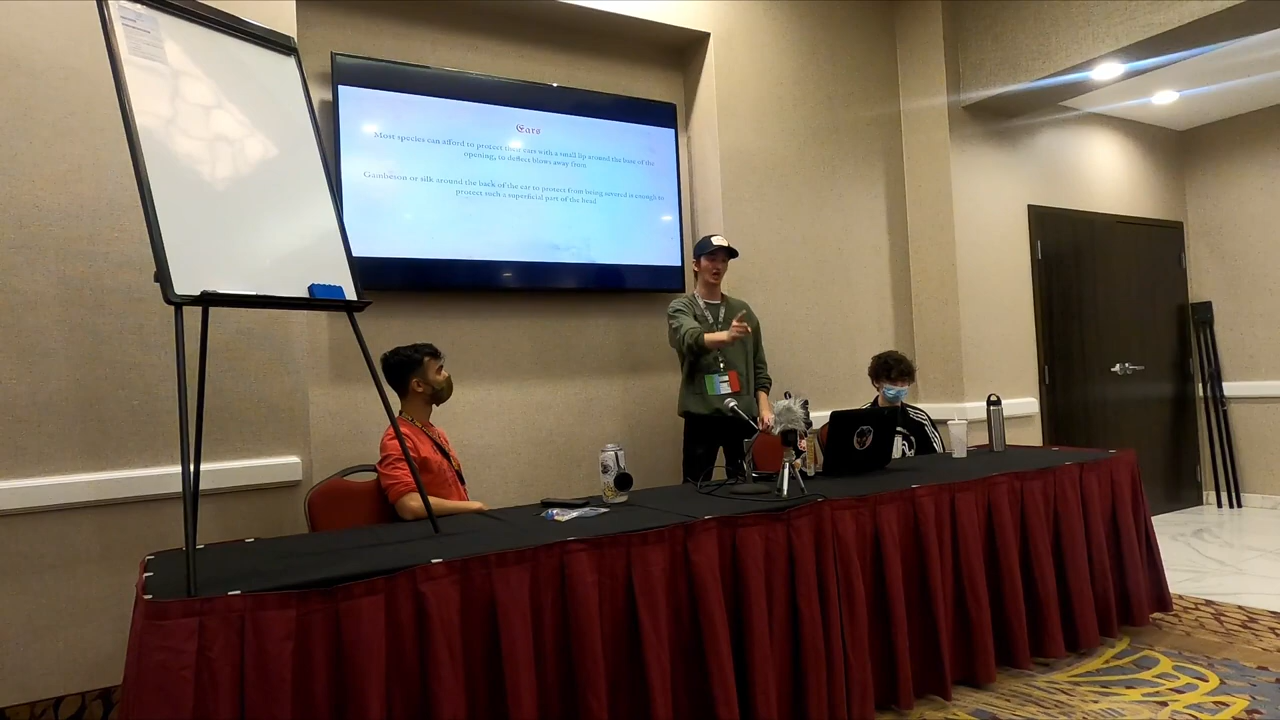 Ears
Most species can afford to protect their ears with a small lip around the base of the
opening, to deflect blows away from
Gambeson or silk around the back of the ear to protect from being severed is enough to
protect such a superficial part of the head